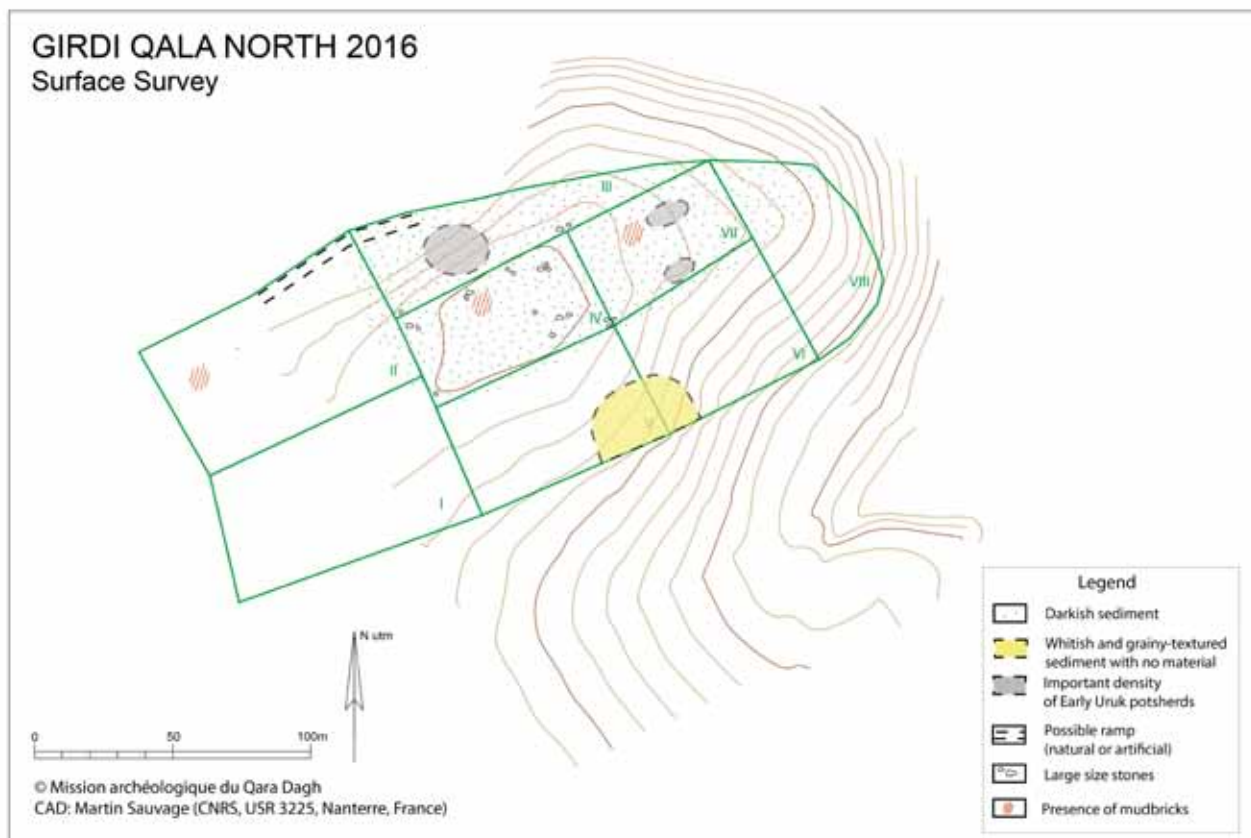 GIRDI QALA NORTH 2016
Surface Survey
III
VII
VIII
IV
VI
II
V
I
N utm
0 50 100m
© Mission archéologique du Qara Dagh
CAD: Martin Sauvage (CNRS, USR 3225, Nanterre, France)
Legend
Darkish sediment
Whitish and grainy-textured
sediment with no material
Important density
of Early Uruk potsherds
Possible ramp
(natural or artificial)
Large size stones
Presence of mudbricks